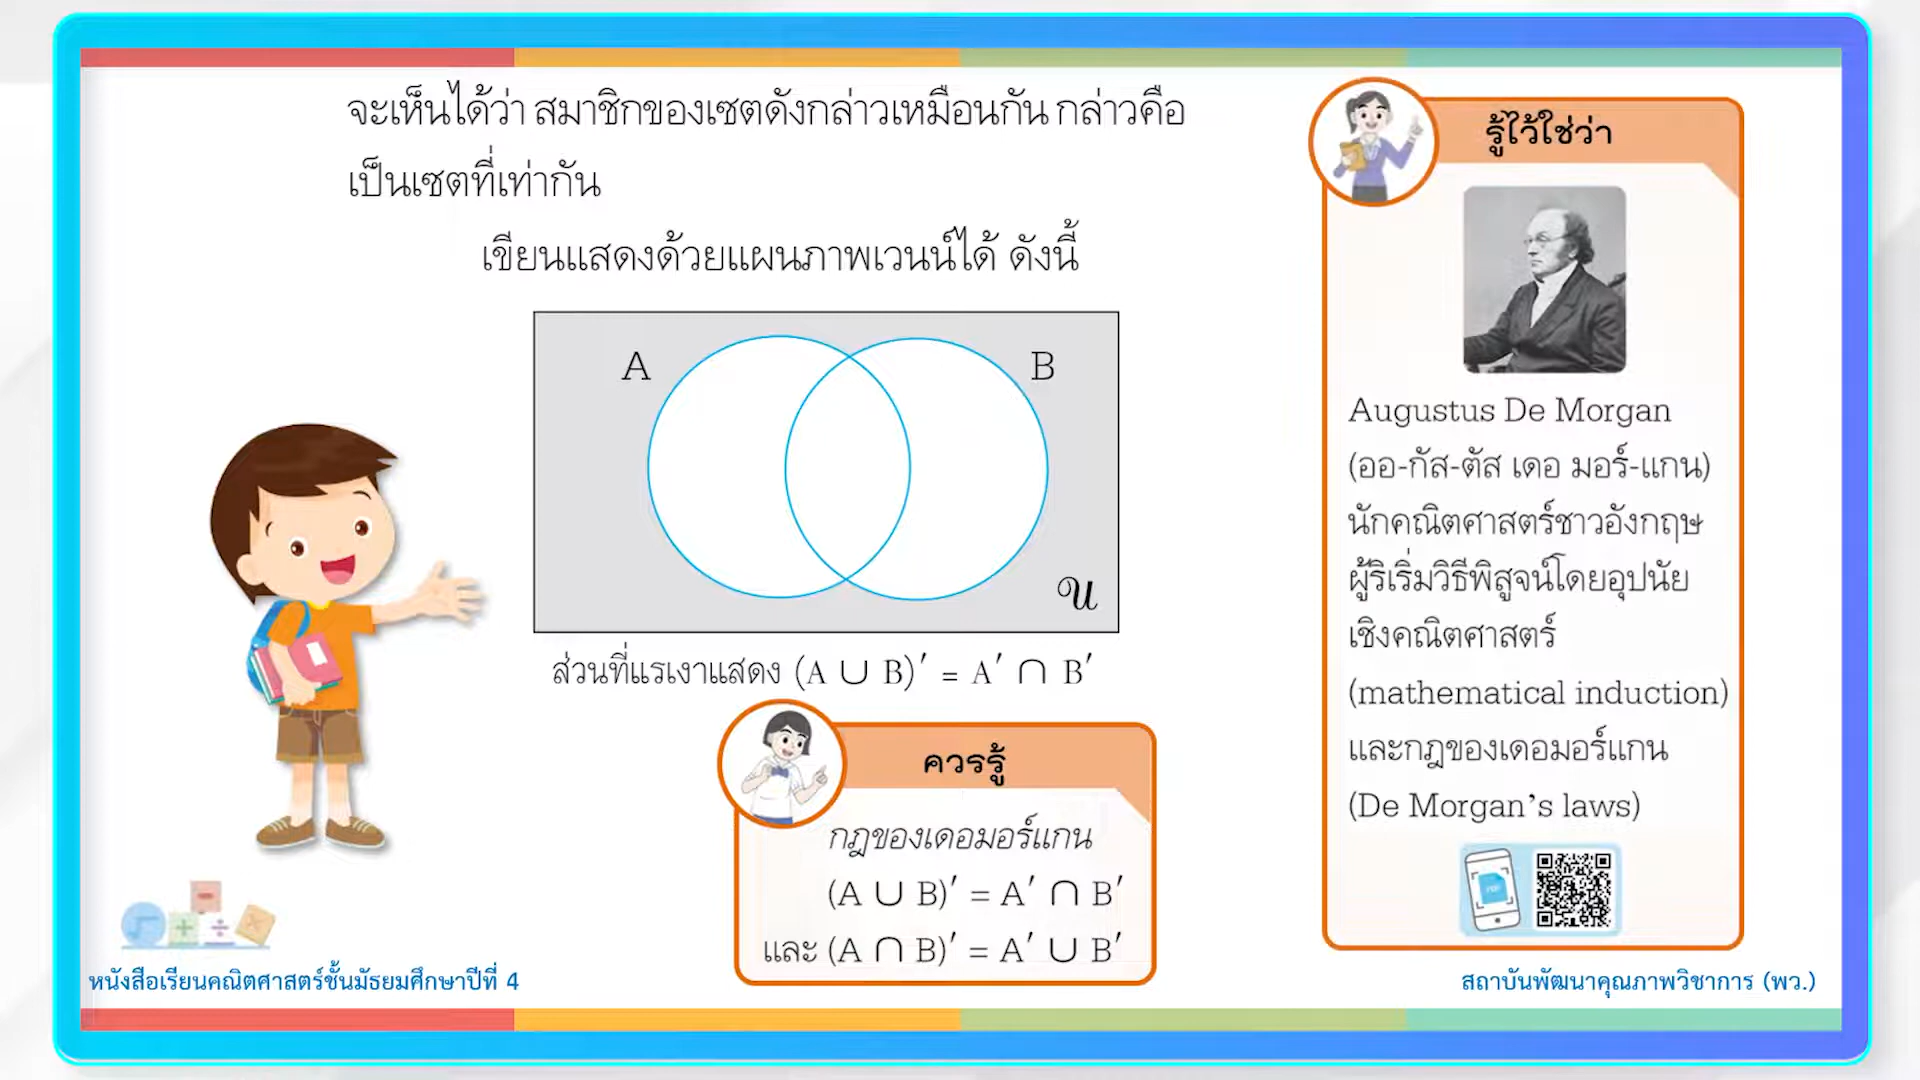 จะเห็นได้ว่า สมาชิกของเซตดังกล่าวเหมือนกัน กล่าวคือ
เป็นเซตที่เท่ากัน
เขียนแสดงด้วยแผนภาพเวนน์ได้ ดังนี้
A
B
𝒰
ส่วนที่แรเงาแสดง (A ∪ B)′ = A′ ∩ B′
ควรรู้
กฎของเดอมอร์แกน
(A ∪ B)′ = A′ ∩ B′
และ (A ∩ B)′ = A′ ∪ B′
รู้ไว้ใช่ว่า
Augustus De Morgan
(ออ-กัส-ตัส เดอ มอร์-แกน)
นักคณิตศาสตร์ชาวอังกฤษ
ผู้ริเริ่มวิธีพิสูจน์โดยอุปนัย
เชิงคณิตศาสตร์
(mathematical induction)
และกฎของเดอมอร์แกน
(De Morgan’s laws)
PDF
หนังสือเรียนคณิตศาสตร์ชั้นมัธยมศึกษาปีที่ 4
สถาบันพัฒนาคุณภาพวิชาการ (พว.)